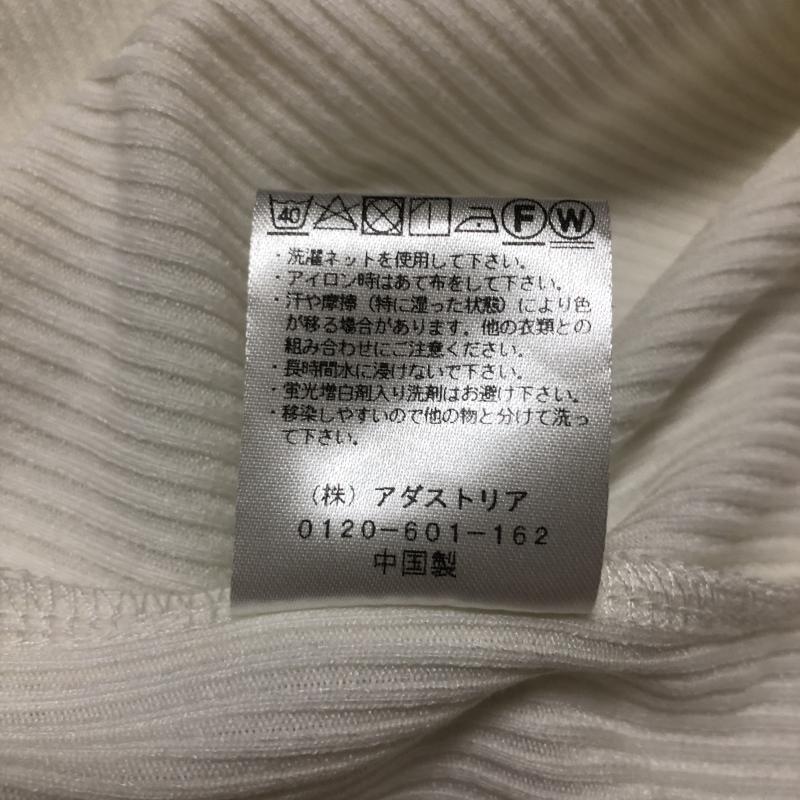 40 F W
・洗濯ネットを使用して下さい。
・アイロン時はあて布をして下さい。
・汗や摩擦（特に湿った状態）により色
が移る場合があります。他の衣類との
組み合わせにご注意ください。
・長時間水に浸けないで下さい。
・蛍光増白剤入り洗剤はお避け下さい。
・移染しやすいので他の物と分けて洗っ
て下さい。
（株）アダストリア
0120-601-162
中国製